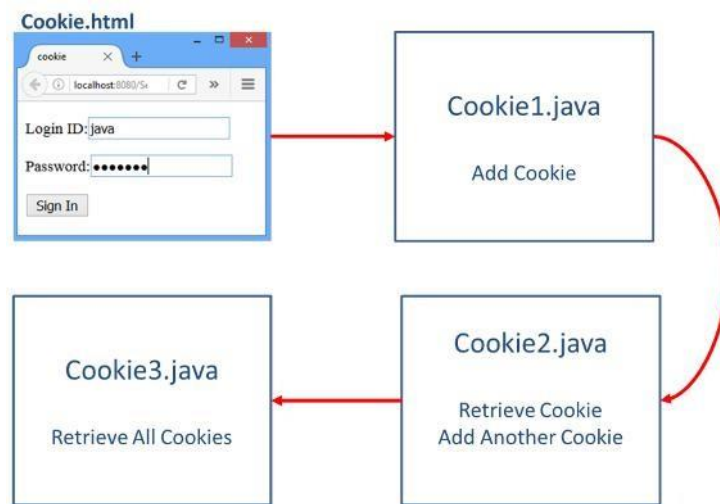 Cookie.html
cookie
localhost:8080/Se
Login ID: java
Password: •••••••
Sign In
Cookie1.java
Add Cookie
Cookie2.java
Retrieve Cookie
Add Another Cookie
Cookie3.java
Retrieve All Cookies